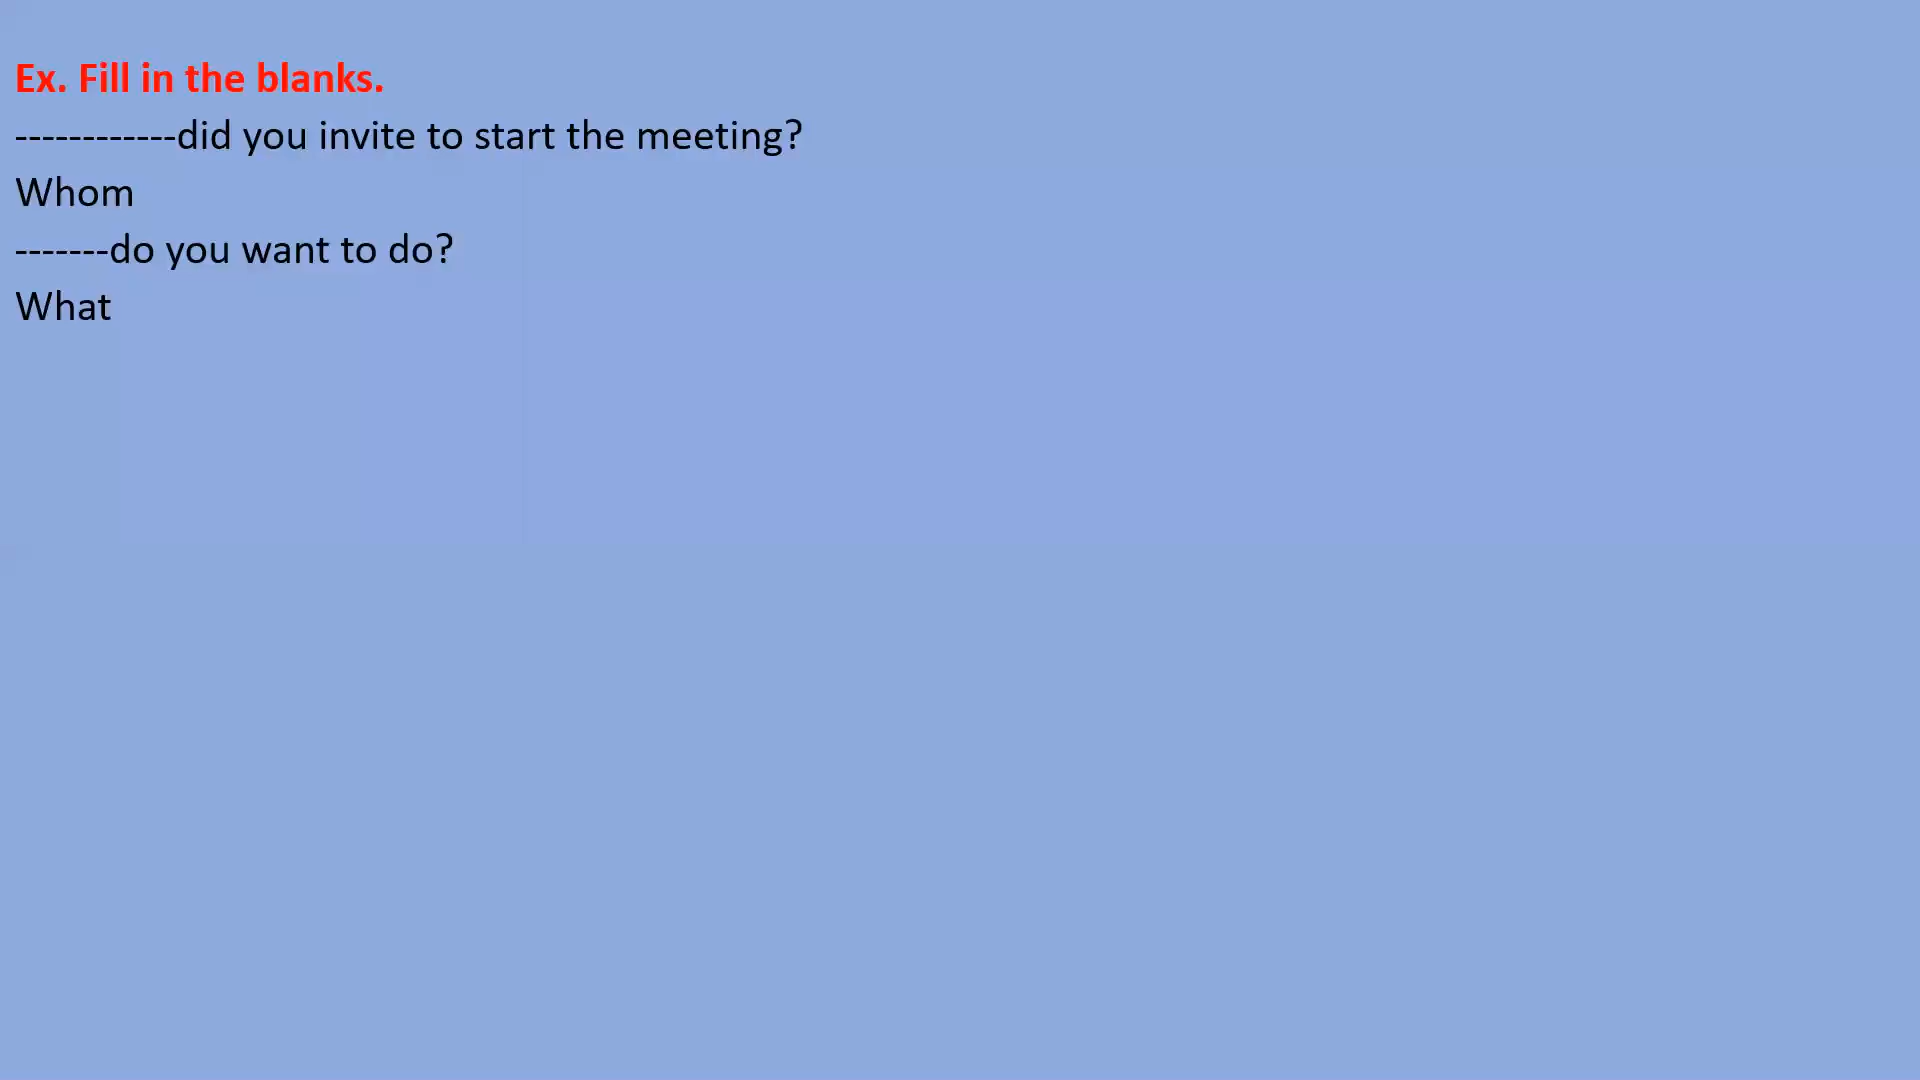 Ex. Fill in the blanks.
------------did you invite to start the meeting?
Whom
-------do you want to do?
What